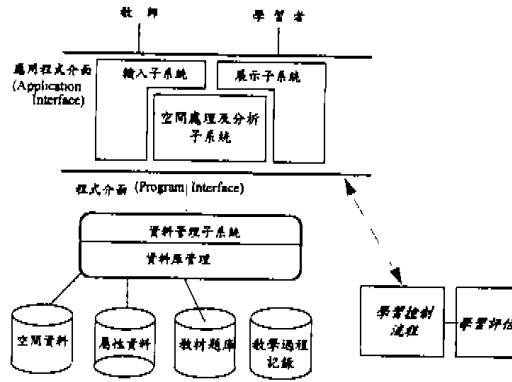 教師
學習者
應用程式介面
(Application
Interface)
輸入子系統
展示子系統
空間處理及分析
子系統
程式介面 (Program Interface)
資料管理子系統
資料庫管理
空間資料
屬性資料
教材題庫
教學過程
記錄
學習控制
流程
學習評估